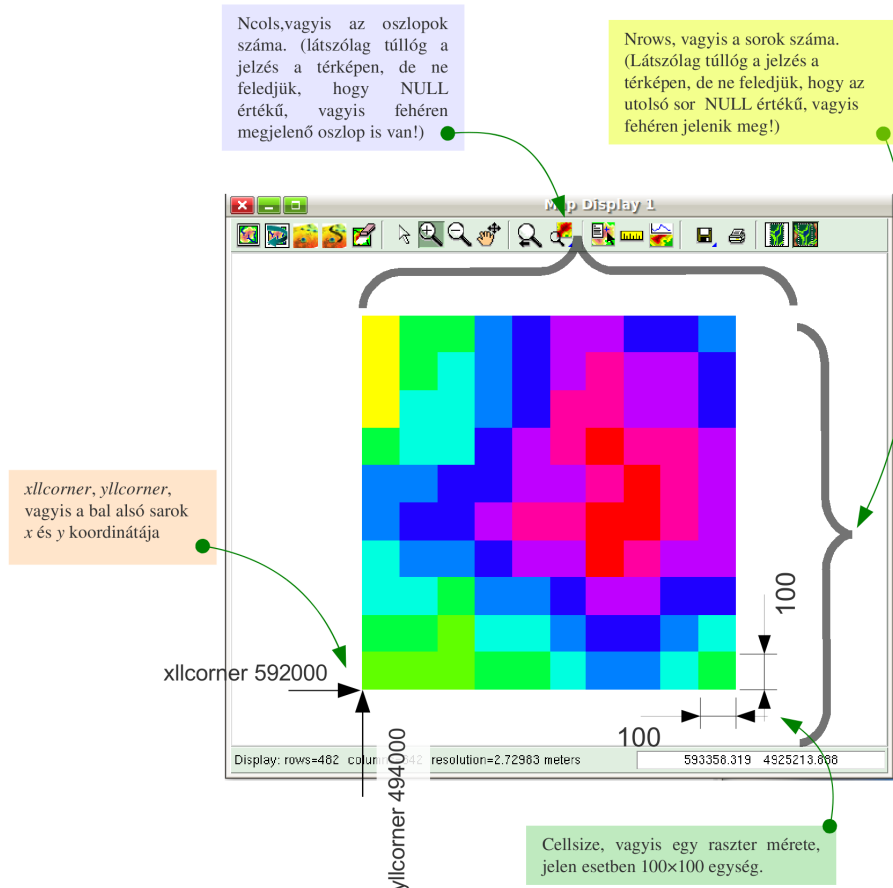 Ncols,vagyis az oszlopok
száma. (látszólag túllóg a
jelzés a térképen, de ne
feledjük, hogy NULL
értékű, vagyis fehéren
megjelenő oszlop is van!)
Nrows, vagyis a sorok száma.
(Látszólag túllóg a jelzés a
térképen, de ne feledjük, hogy az
utolsó sor NULL értékű, vagyis
fehéren jelenik meg!)
Map Display 1
xllcorner, yllcorner,
vagyis a bal alsó sarok
x és y koordinátája
100
xllcorner 592000
100
yllcorner 494000
Display: rows=482 resolution=2.72983 meters
593358.319 4925213.888
Cellsize, vagyis egy raszter mérete,
jelen esetben 100×100 egység.